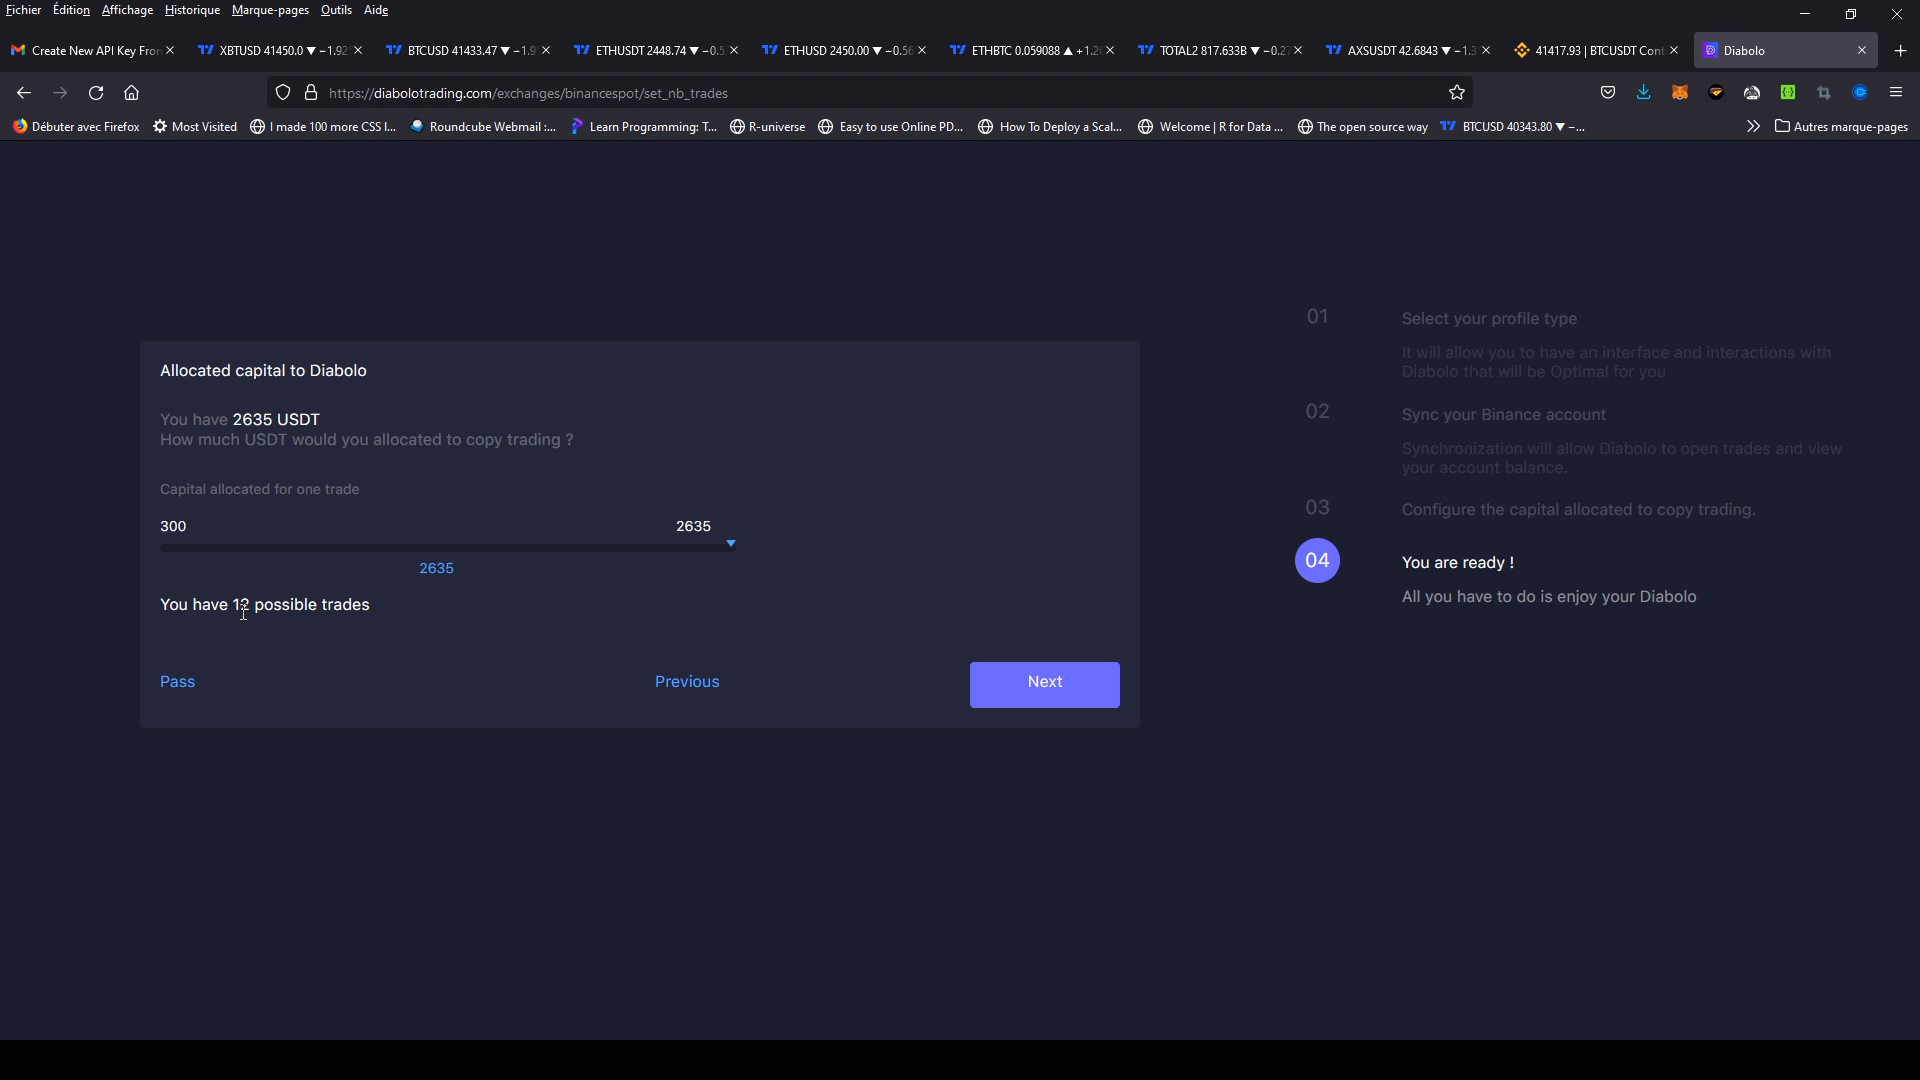 Fichier Édition Affichage Historique Marque-pages Outils Aide
Create New API Key Fron XBTUSD 41450.0 ▼ −1.92 BTCUSD 41433.47 ▼ −1.9 ETHUSDT 2448.74 ▼ −0.5 ETHUSD 2450.00 ▼ −0.56 ETHBTC 0.059088 ▲ +1.2 TOTAL2 817.633B ▼ −0.27 AXSUSDT 42.6843 ▼ −1.3 41417.93 | BTCUSDT Cont Diabolo
https://diabolotrading.com/exchanges/binancespot/set_nb_trades
Débuter avec Firefox Most Visited I made 100 more CSS l... Roundcube Webmail :... Learn Programming: T... R-universe Easy to use Online PD... How To Deploy a Scal... Welcome | R for Data ... The open source way BTCUSD 40343.80 ▼ −... Autres marque-pages
Allocated capital to Diabolo
You have 2635 USDT
How much USDT would you allocated to copy trading ?
Capital allocated for one trade
300 2635
2635
You have 12 possible trades
Pass Previous Next
01 Select your profile type
It will allow you to have an interface and interactions with
Diabolo that will be Optimal for you
02 Sync your Binance account
Synchronization will allow Diabolo to open trades and view
your account balance.
03 Configure the capital allocated to copy trading.
04 You are ready !
All you have to do is enjoy your Diabolo